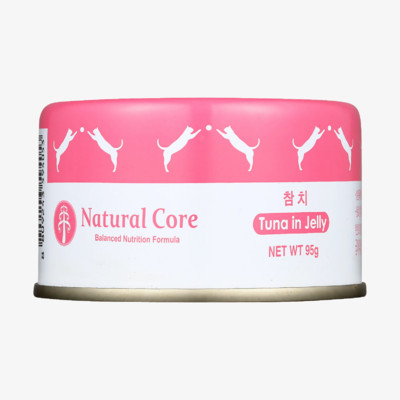 Natural Core
Balanced Nutrition Formula
참치
Tuna in Jelly
NET WT 95g